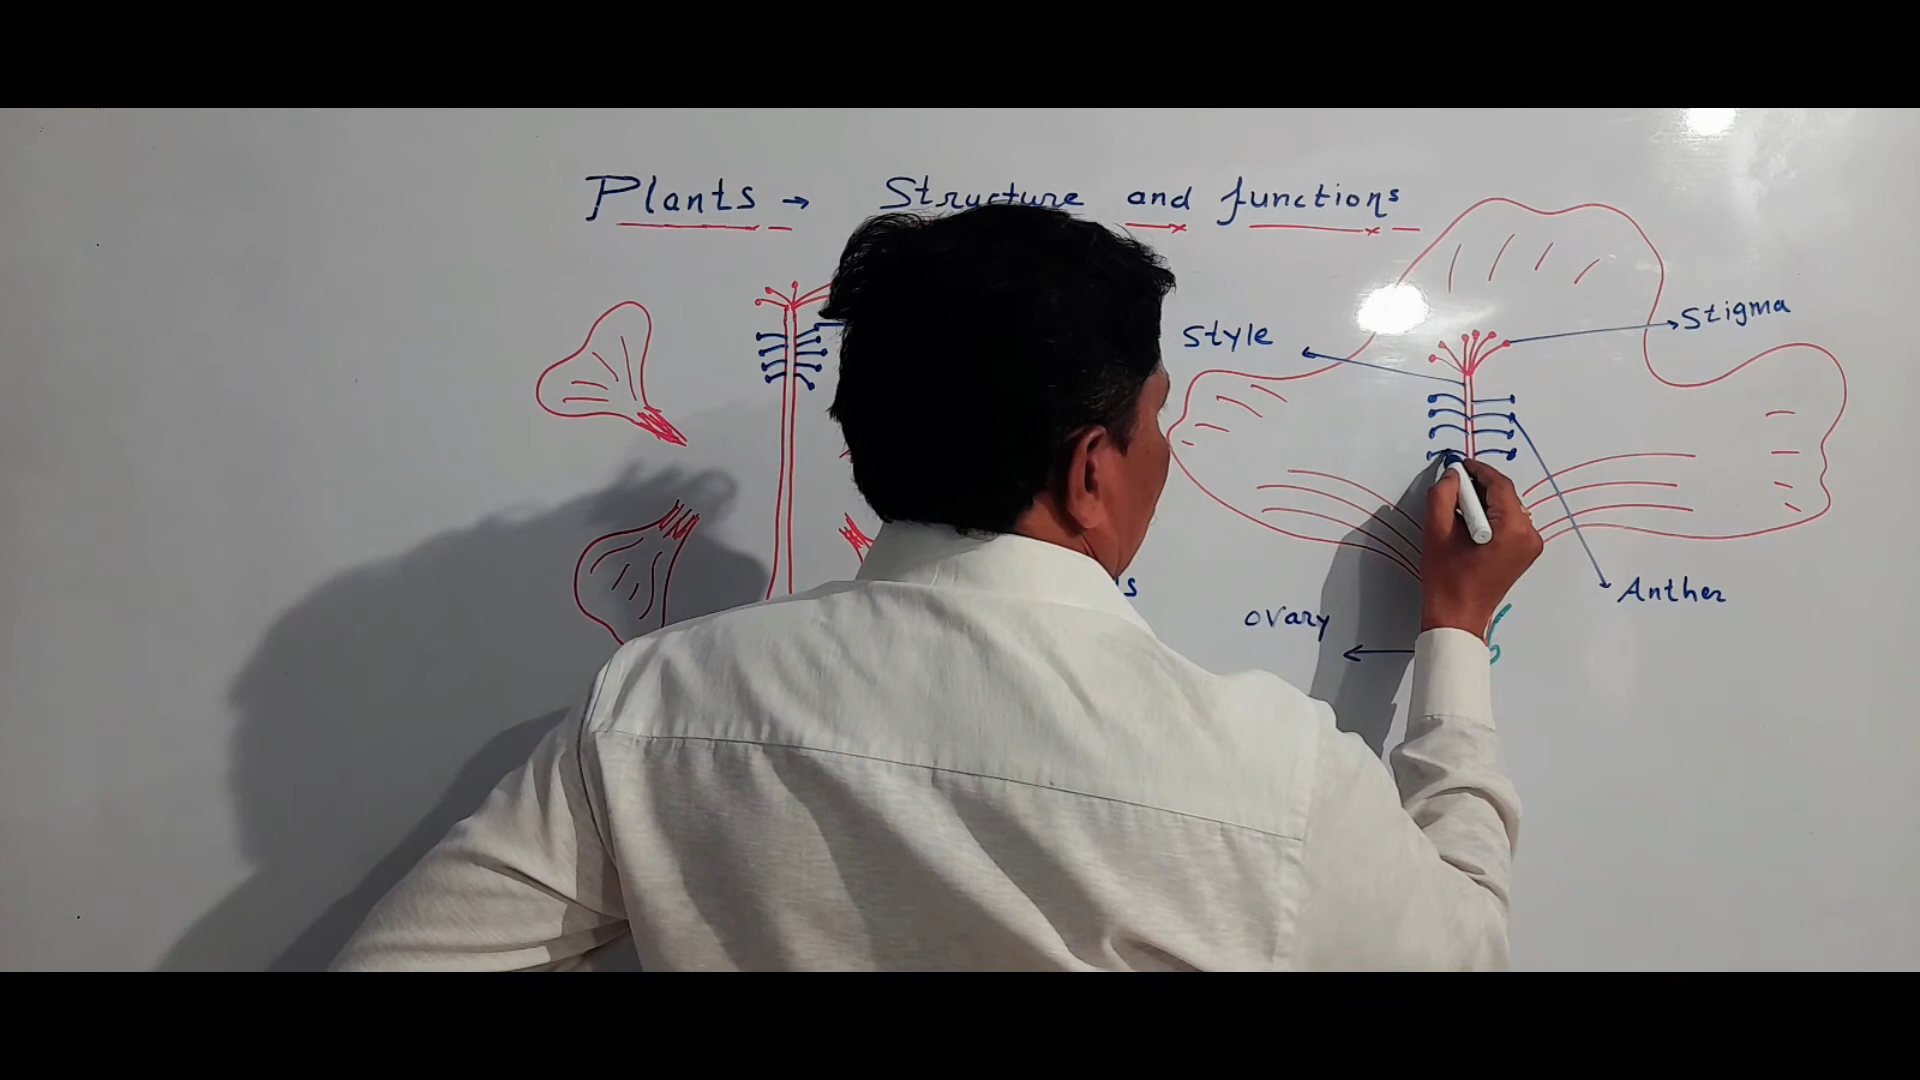 Plants → Structure and functions
Stigma
Style
Anther
ovary